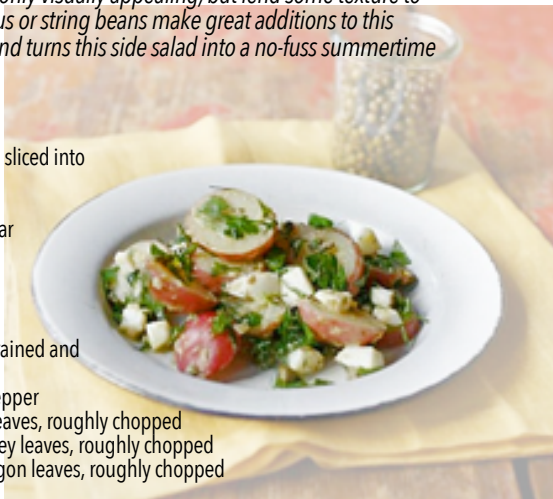 only visually appealing, but lend some texture to
us or string beans make great additions to this
nd turns this side salad into a no-fuss summertime
sliced into
ar
ained and
epper
eaves, roughly chopped
ey leaves, roughly chopped
gon leaves, roughly chopped